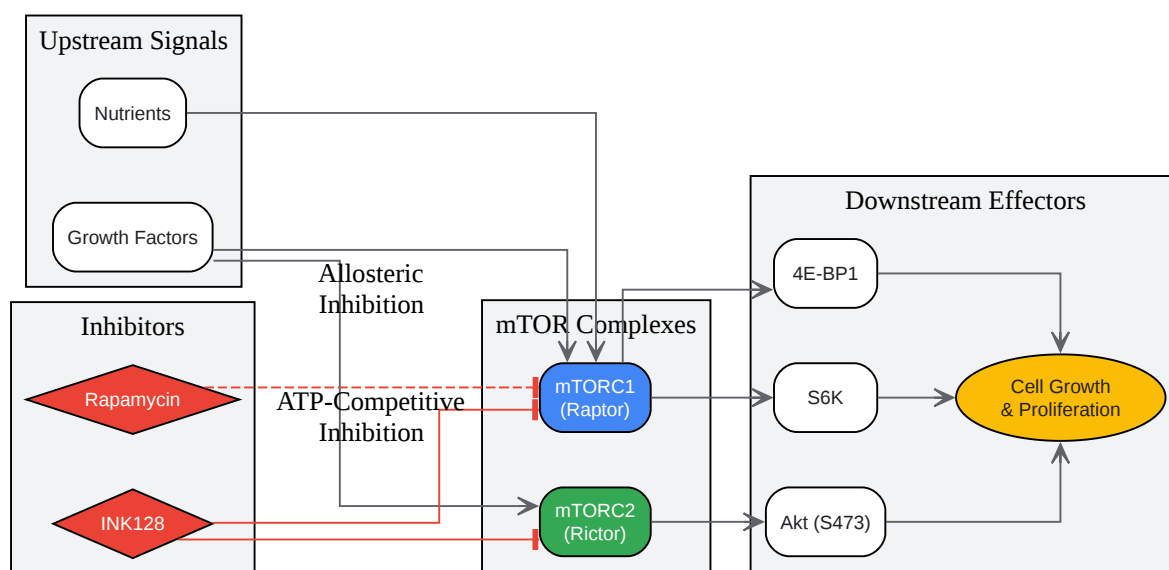 Upstream Signals
Nutrients
Growth Factors
Allosteric
Inhibition
Inhibitors
Rapamycin
ATP-Competitive
Inhibition
INK128
mTOR Complexes
mTORC1
(Raptor)
mTORC2
(Rictor)
Downstream Effectors
4E-BP1
S6K
Akt (S473)
Cell Growth
& Proliferation